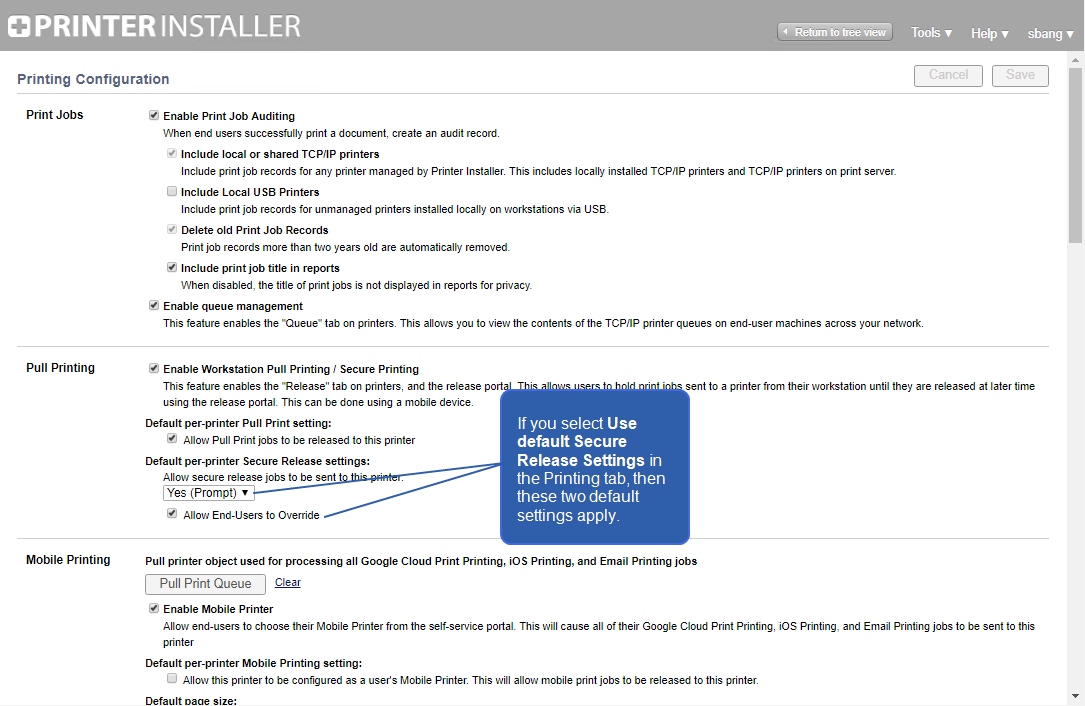 PRINTER INSTALLER
Return to tree view
Tools ▾
Help ▾
sbang ▾
Printing Configuration
Cancel
Save
Print Jobs
Enable Print Job Auditing
When end users successfully print a document, create an audit record.
Include local or shared TCP/IP printers
Include print job records for any printer managed by Printer Installer. This includes locally installed TCP/IP printers and TCP/IP printers on print server.
Include Local USB Printers
Include print job records for unmanaged printers installed locally on workstations via USB.
Delete old Print Job Records
Print job records more than two years old are automatically removed.
Include print job title in reports
When disabled, the title of print jobs is not displayed in reports for privacy.
Enable queue management
This feature enables the "Queue" tab on printers. This allows you to view the contents of the TCP/IP printer queues on end-user machines across your network.
Pull Printing
Enable Workstation Pull Printing / Secure Printing
This feature enables the "Release" tab on printers, and the release portal. This allows users to hold print jobs sent to a printer from their workstation until they are released at later time
using the release portal. This can be done using a mobile device.
Default per-printer Pull Print setting:
Allow Pull Print jobs to be released to this printer
Default per-printer Secure Release settings:
Allow secure release jobs to be sent to this printer:
Yes (Prompt) ▾
Allow End-Users to Override
If you select Use
default Secure
Release Settings in
the Printing tab, then
these two default
settings apply.
Mobile Printing
Pull printer object used for processing all Google Cloud Print Printing, iOS Printing, and Email Printing jobs
Pull Print Queue
Clear
Enable Mobile Printer
Allow end-users to choose their Mobile Printer from the self-service portal. This will cause all of their Google Cloud Print Printing, iOS Printing, and Email Printing jobs to be sent to this
printer
Default per-printer Mobile Printing setting:
Allow this printer to be configured as a user's Mobile Printer. This will allow mobile print jobs to be released to this printer.
Default page size: